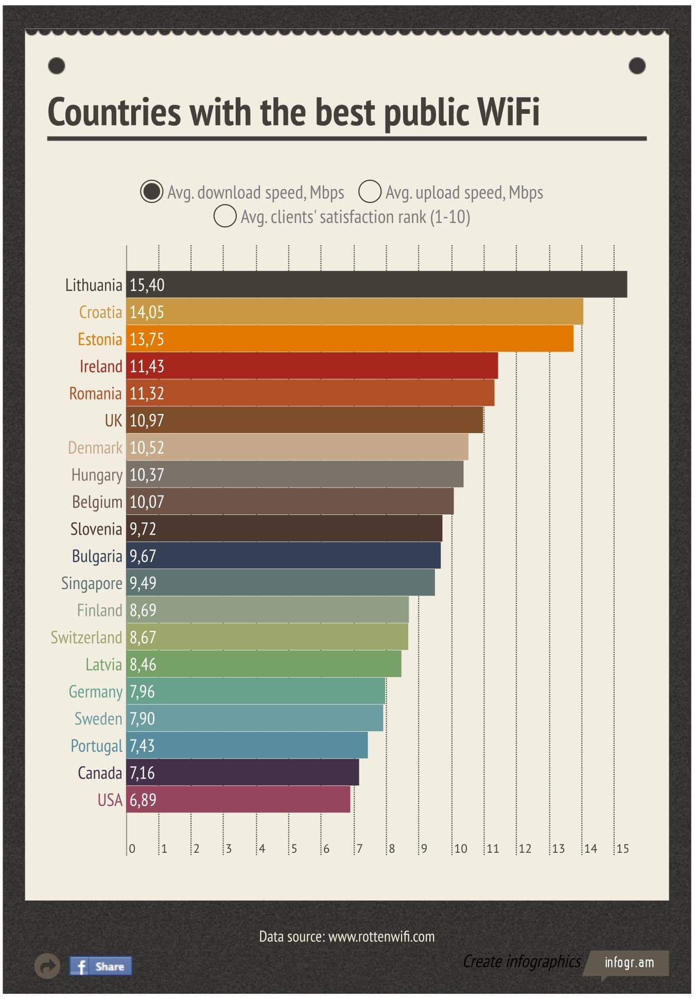 Countries with the best public WiFi
Avg. download speed, Mbps Avg. upload speed, Mbps
Avg. clients' satisfaction rank (1-10)
Lithuania 15,40
Croatia 14,05
Estonia 13,75
Ireland 11,43
Romania 11,32
UK 10,97
Denmark 10,52
Hungary 10,37
Belgium 10,07
Slovenia 9,72
Bulgaria 9,67
Singapore 9,49
Finland 8,69
Switzerland 8,67
Latvia 8,46
Germany 7,96
Sweden 7,90
Portugal 7,43
Canada 7,16
USA 6,89
0 1 2 3 4 5 6 7 8 9 10 11 12 13 14 15
Data source: www.rottenwifi.com
f Share Create infographics infogr.am